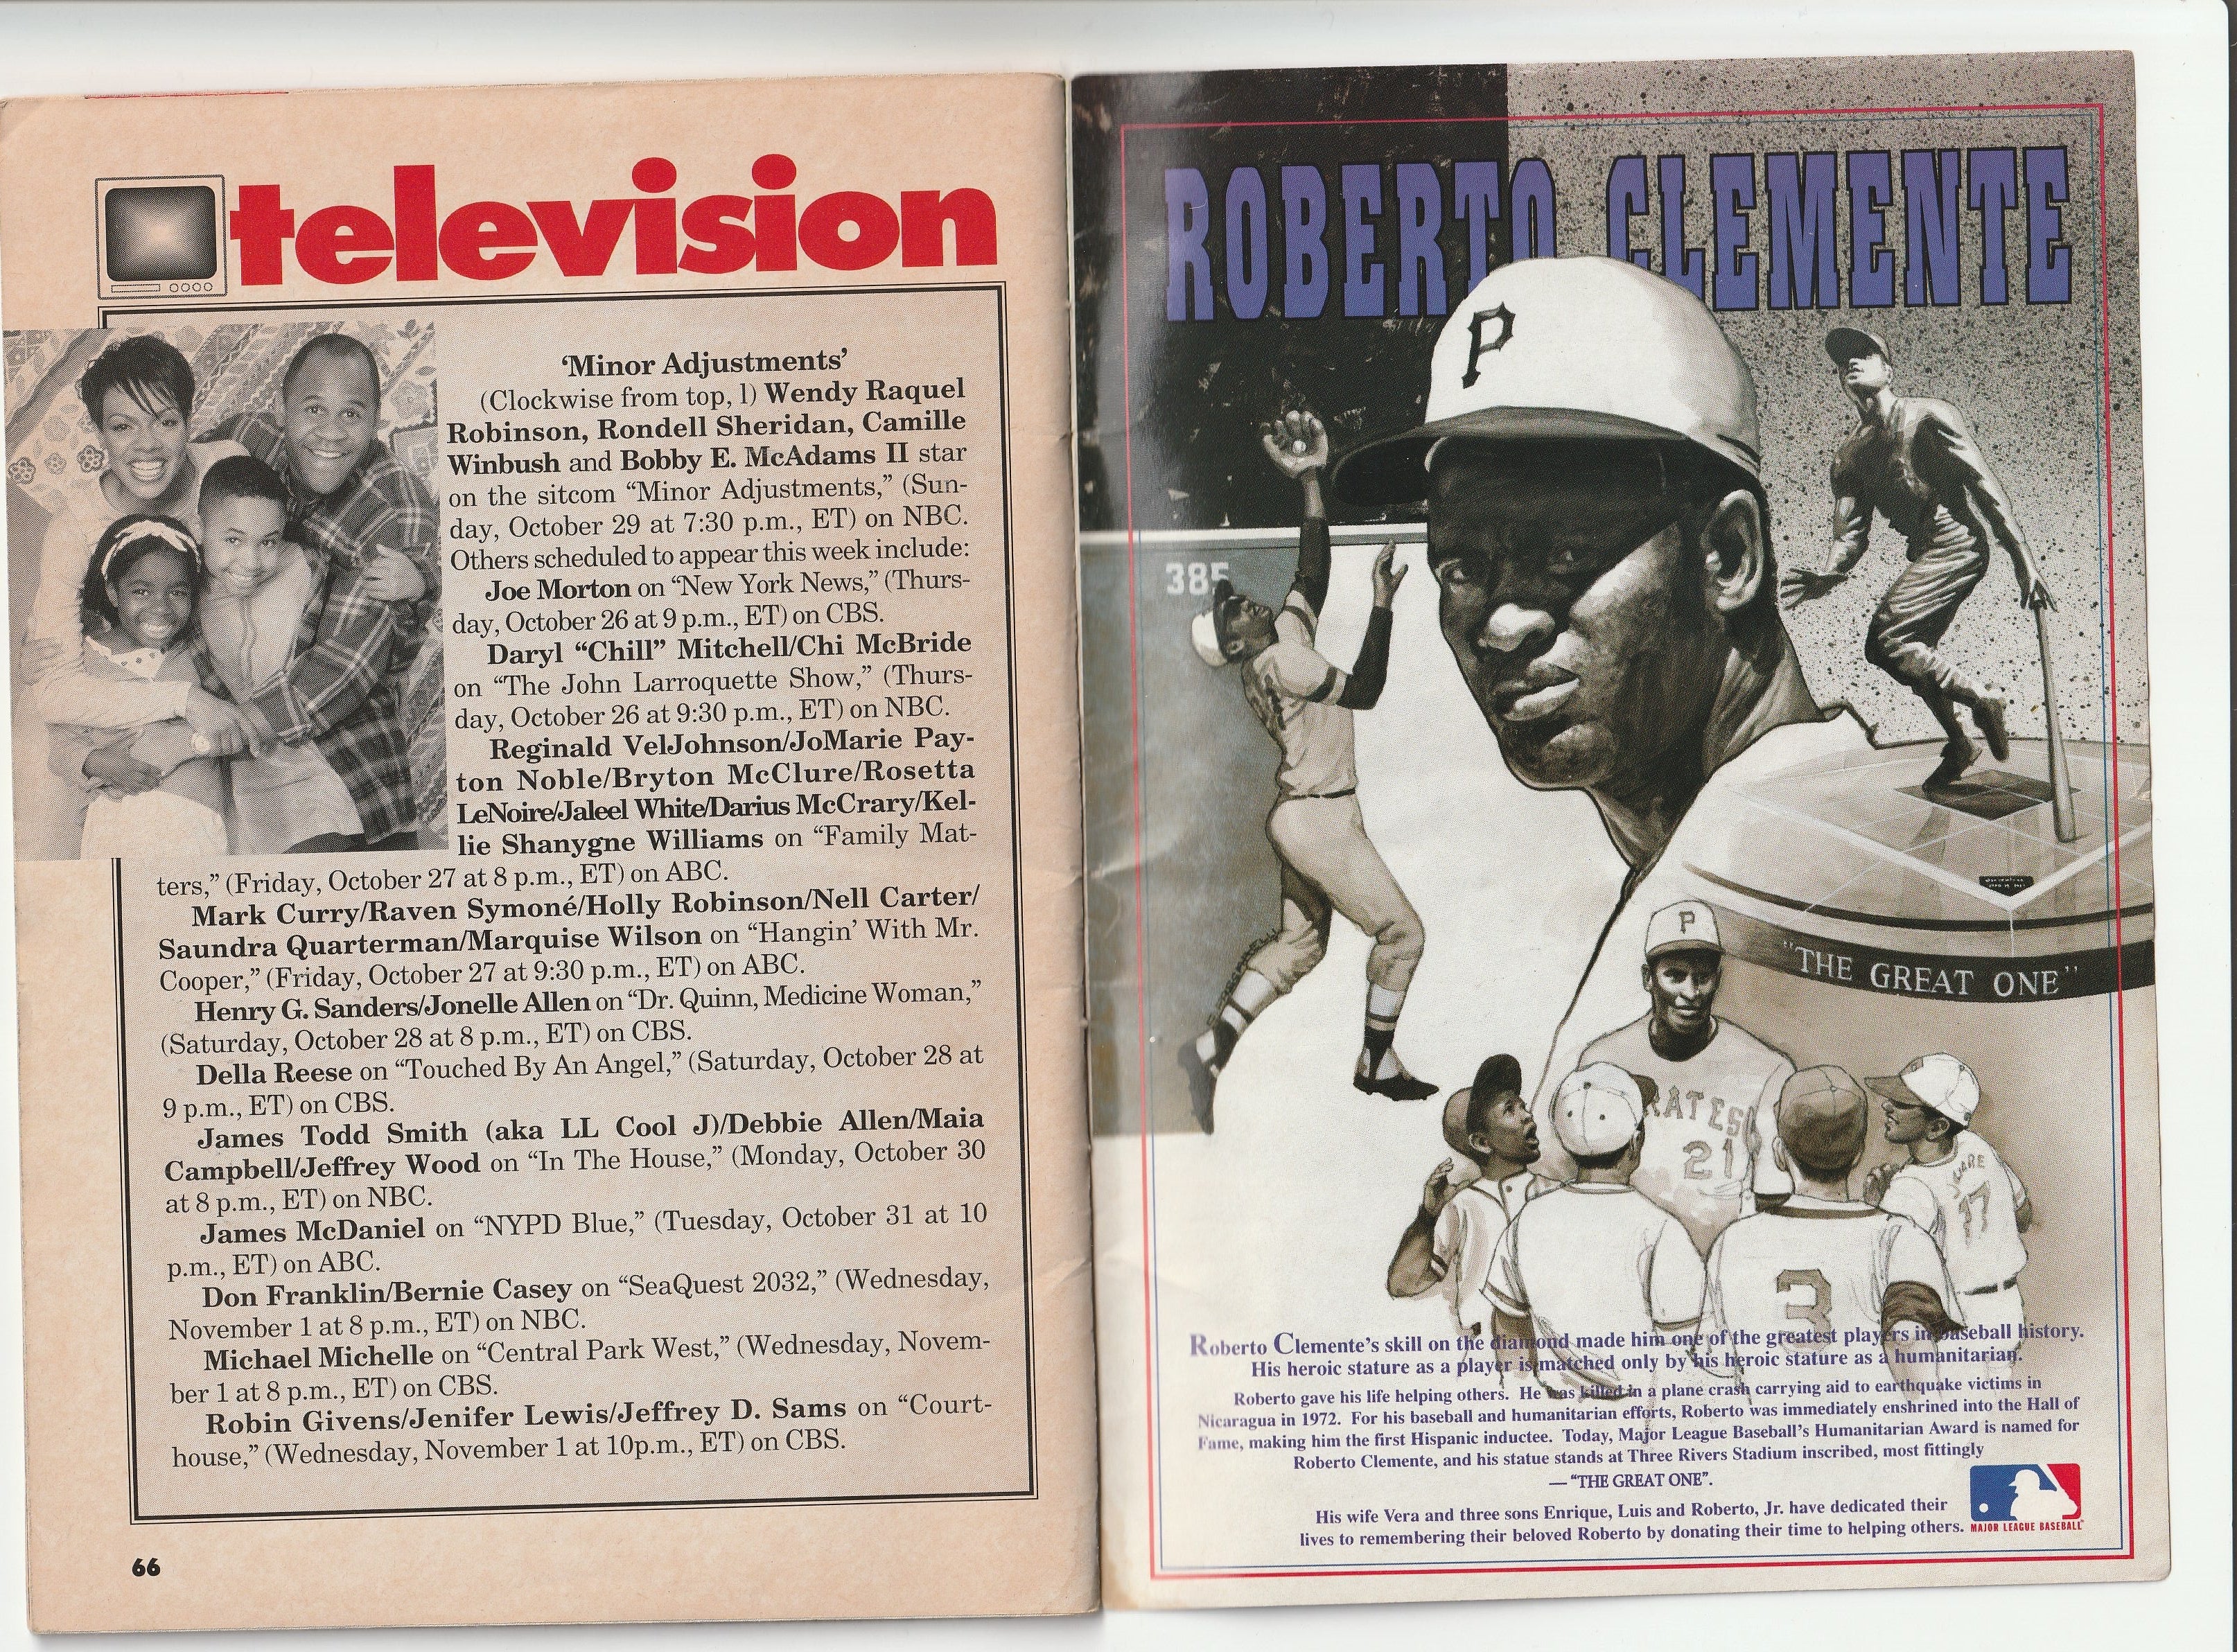 television
‘Minor Adjustments’
(Clockwise from top, l) Wendy Raquel
Robinson, Rondell Sheridan, Camille
Winbush and Bobby E. McAdams II star
on the sitcom “Minor Adjustments,” (Sun-
day, October 29 at 7:30 p.m., ET) on NBC.
Others scheduled to appear this week include:
Joe Morton on “New York News,” (Thurs-
day, October 26 at 9 p.m., ET) on CBS.
Daryl “Chill” Mitchell/Chi McBride
on “The John Larroquette Show,” (Thurs-
day, October 26 at 9:30 p.m., ET) on NBC.
Reginald VelJohnson/JoMarie Pay-
ton Noble/Bryton McClure/Rosetta
LeNoire/Jaleel White/Darius McCrary/Kel-
lie Shanygne Williams on “Family Mat-
ters,” (Friday, October 27 at 8 p.m., ET) on ABC.
Mark Curry/Raven Symoné/Holly Robinson/Nell Carter/
Saundra Quarterman/Marquise Wilson on “Hangin’ With Mr.
Cooper,” (Friday, October 27 at 9:30 p.m., ET) on ABC.
Henry G. Sanders/Jonelle Allen on “Dr. Quinn, Medicine Woman,”
(Saturday, October 28 at 8 p.m., ET) on CBS.
Della Reese on “Touched By An Angel,” (Saturday, October 28 at
9 p.m., ET) on CBS.
James Todd Smith (aka LL Cool J)/Debbie Allen/Maia
Campbell/Jeffrey Wood on “In The House,” (Monday, October 30
at 8 p.m., ET) on NBC.
James McDaniel on “NYPD Blue,” (Tuesday, October 31 at 10
p.m., ET) on ABC.
Don Franklin/Bernie Casey on “SeaQuest 2032,” (Wednesday,
November 1 at 8 p.m., ET) on NBC.
Michael Michelle on “Central Park West,” (Wednesday, Novem-
ber 1 at 8 p.m., ET) on CBS.
Robin Givens/Jenifer Lewis/Jeffrey D. Sams on “Court-
house,” (Wednesday, November 1 at 10p.m., ET) on CBS.
66
ROBERTO CLEMENTE
P
385
"THE GREAT ONE"
P
P
RATES
21
3
17
Roberto Clemente’s skill on the diamond made him one of the greatest players in baseball history.
His heroic stature as a player is matched only by his heroic stature as a humanitarian.
Roberto gave his life helping others. He was killed in a plane crash carrying aid to earthquake victims in
Nicaragua in 1972. For his baseball and humanitarian efforts, Roberto was immediately enshrined into the Hall of
Fame, making him the first Hispanic inductee. Today, Major League Baseball’s Humanitarian Award is named for
Roberto Clemente, and his statue stands at Three Rivers Stadium inscribed, most fittingly
— “THE GREAT ONE”.
His wife Vera and three sons Enrique, Luis and Roberto, Jr. have dedicated their
lives to remembering their beloved Roberto by donating their time to helping others.
MAJOR LEAGUE BASEBALL